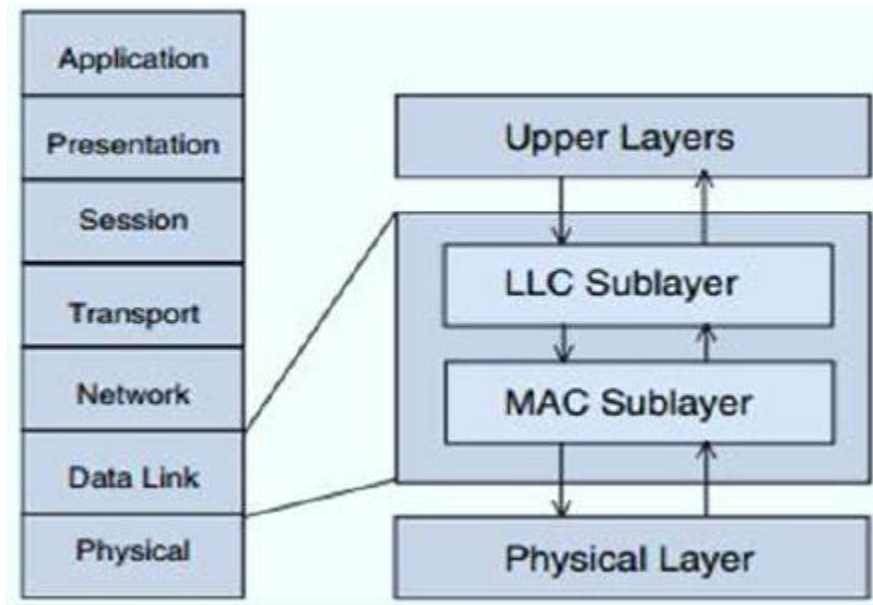 Application
Presentation
Session
Transport
Network
Data Link
Physical
Upper Layers
LLC Sublayer
MAC Sublayer
Physical Layer